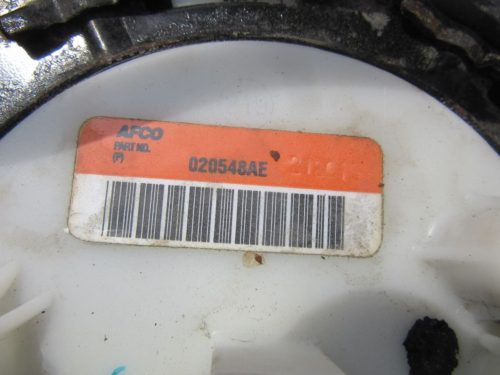 AFCO
PART NO.
(P) 020548AE